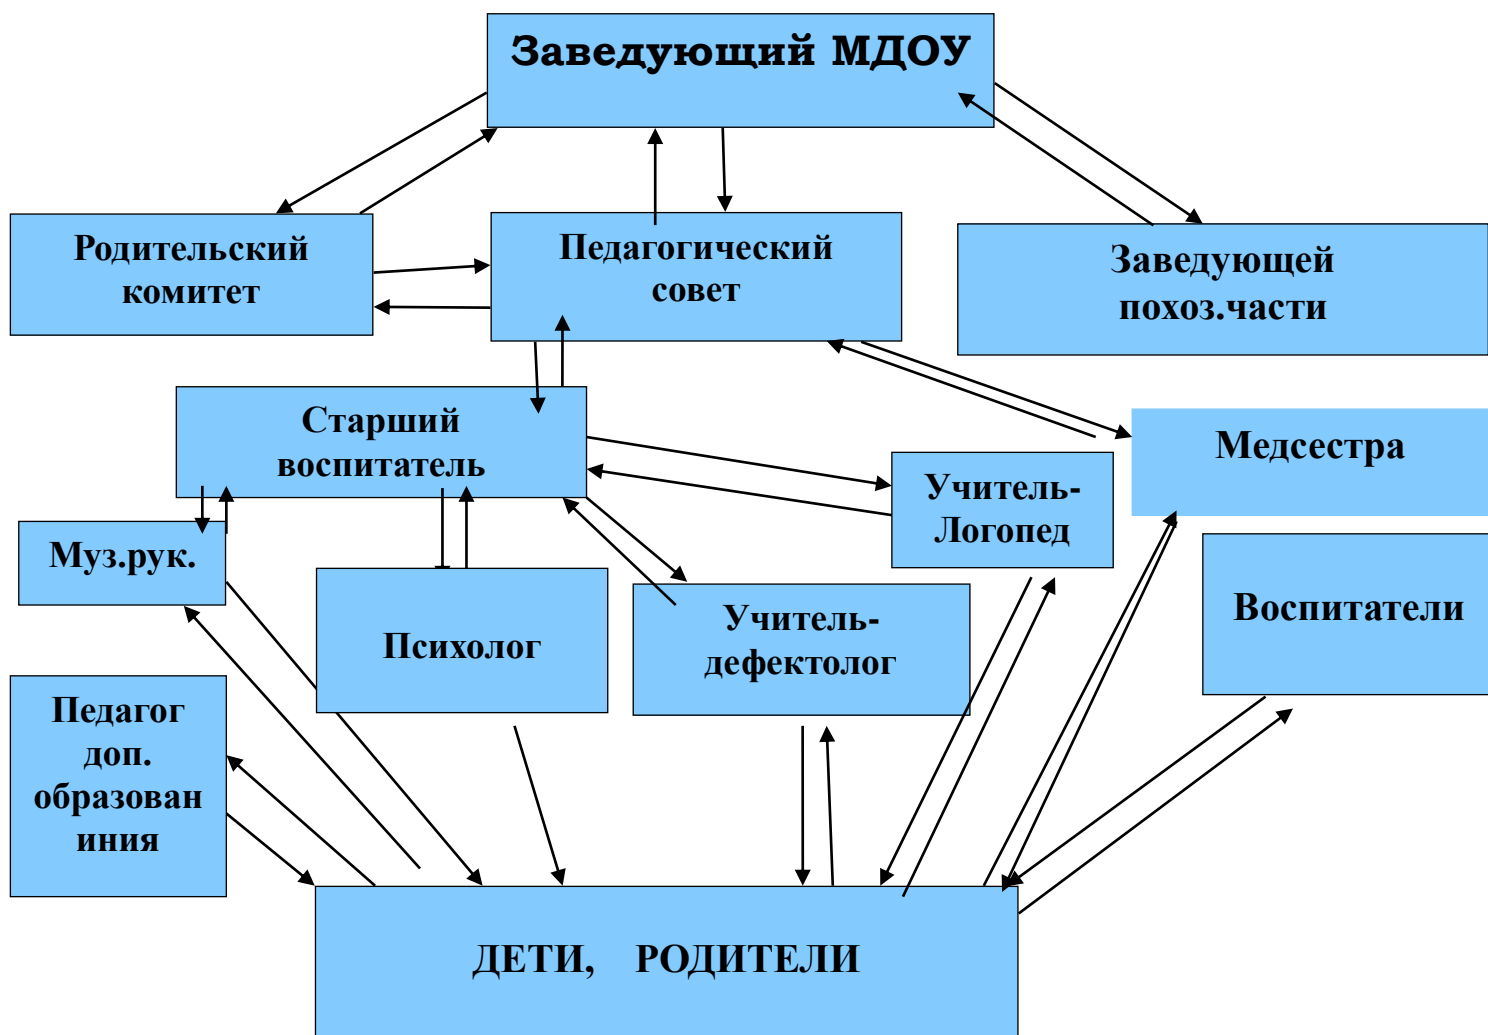 Заведующий МДОУ
Родительский
комитет
Педагогический
совет
Заведующей
похоз.части
Старший
воспитатель
Медсестра
Учитель-
Логопед
Муз.рук.
Психолог
Учитель-
дефектолог
Воспитатели
Педагог
доп.
образован
иния
ДЕТИ, РОДИТЕЛИ